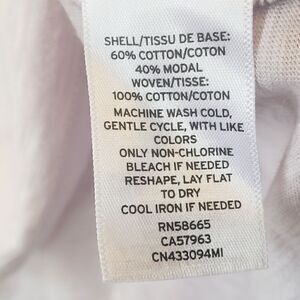 SHELL/TISSU DE BASE:
60% COTTON/COTON
40% MODAL
WOVEN/TISSE:
100% COTTON/COTON
MACHINE WASH COLD,
GENTLE CYCLE, WITH LIKE
COLORS
ONLY NON-CHLORINE
BLEACH IF NEEDED
RESHAPE, LAY FLAT
TO DRY
COOL IRON IF NEEDED
RN58665
CA57963
CN433094MI